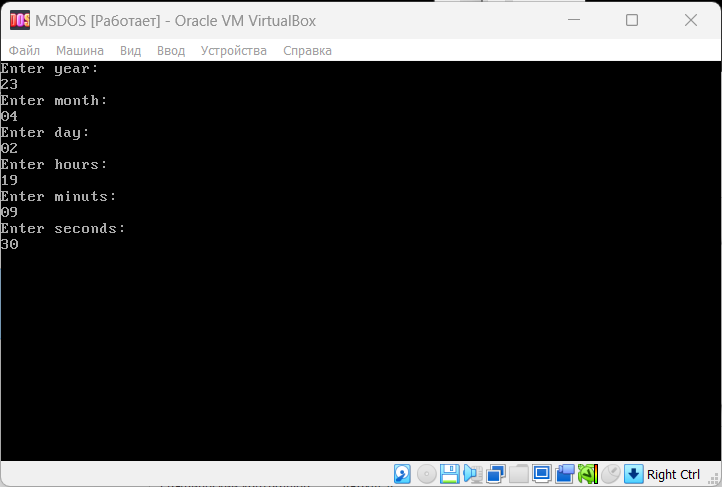 DOS MSDOS [Работает] - Oracle VM VirtualBox
Файл Машина Вид Ввод Устройства Справка
Enter year:
23
Enter month:
04
Enter day:
02
Enter hours:
19
Enter minuts:
09
Enter seconds:
30
Right Ctrl